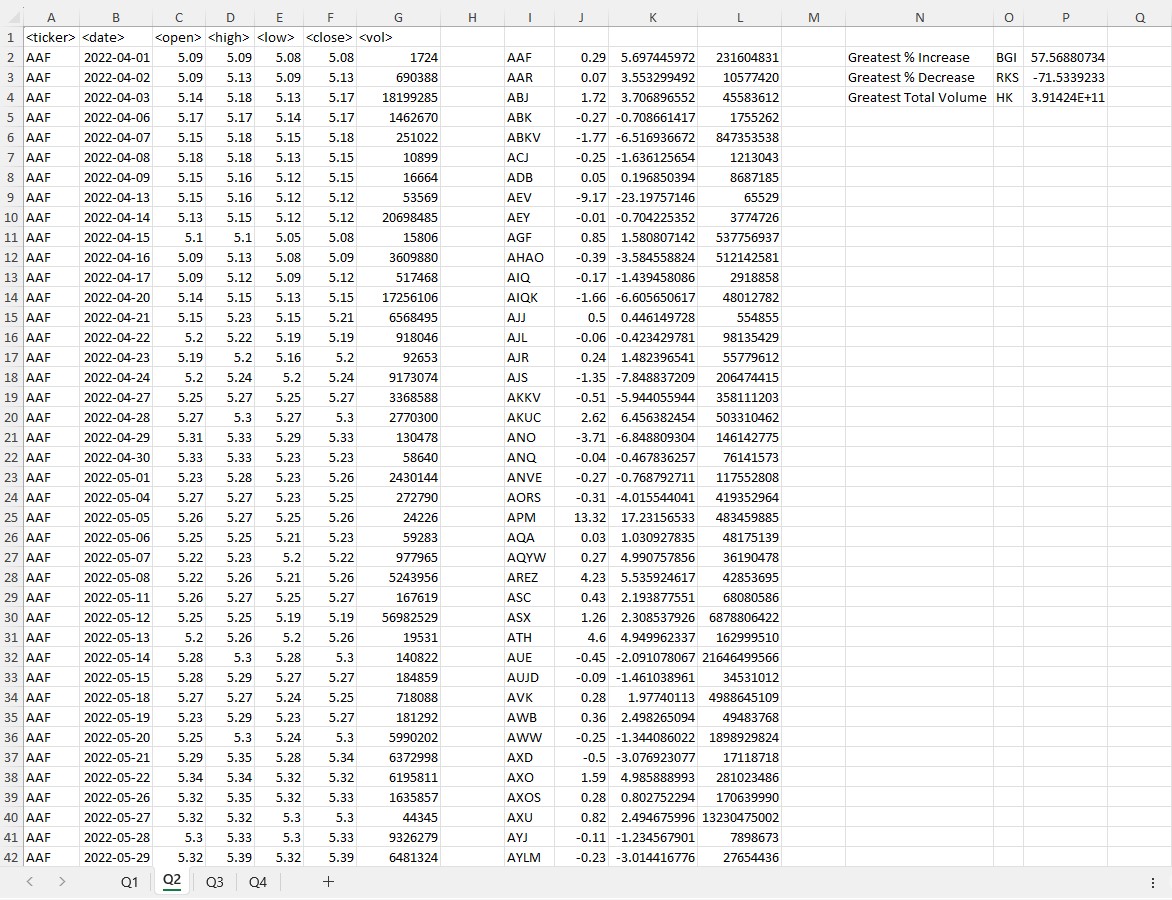 A B C D E F G H I J K L M N O P Q
1 <ticker> <date> <open> <high> <low> <close> <vol>
2 AAF 2022-04-01 5.09 5.09 5.08 5.08 1724 AAF 0.29 5.697445972 231604831 Greatest % Increase BGI 57.56880734
3 AAF 2022-04-02 5.09 5.13 5.09 5.13 690388 AAR 0.07 3.553299492 10577420 Greatest % Decrease RKS -71.5339233
4 AAF 2022-04-03 5.14 5.18 5.13 5.17 18199285 ABJ 1.72 3.706896552 45583612 Greatest Total Volume HK 3.91424E+11
5 AAF 2022-04-06 5.17 5.17 5.14 5.17 1462670 ABK -0.27 -0.708661417 1755262
6 AAF 2022-04-07 5.15 5.18 5.15 5.18 251022 ABKV -1.77 -6.516936672 847353538
7 AAF 2022-04-08 5.18 5.18 5.13 5.15 10899 ACJ -0.25 -1.636125654 1213043
8 AAF 2022-04-09 5.15 5.16 5.12 5.15 16664 ADB 0.05 0.196850394 8687185
9 AAF 2022-04-13 5.15 5.16 5.12 5.12 53569 AEV -9.17 -23.19757146 65529
10 AAF 2022-04-14 5.13 5.15 5.12 5.12 20698485 AEY -0.01 -0.704225352 3774726
11 AAF 2022-04-15 5.1 5.1 5.05 5.08 15806 AGF 0.85 1.580807142 537756937
12 AAF 2022-04-16 5.09 5.13 5.08 5.09 3609880 AHAO -0.39 -3.584558824 512142581
13 AAF 2022-04-17 5.09 5.12 5.09 5.12 517468 AIQ -0.17 -1.439458086 2918858
14 AAF 2022-04-20 5.14 5.15 5.13 5.15 17256106 AIQK -1.66 -6.605650617 48012782
15 AAF 2022-04-21 5.15 5.23 5.15 5.21 6568495 AJJ 0.5 0.446149728 554855
16 AAF 2022-04-22 5.2 5.22 5.19 5.19 918046 AJL -0.06 -0.423429781 98135429
17 AAF 2022-04-23 5.19 5.2 5.16 5.2 92653 AJR 0.24 1.482396541 55779612
18 AAF 2022-04-24 5.2 5.24 5.2 5.24 9173074 AJS -1.35 -7.848837209 206474415
19 AAF 2022-04-27 5.25 5.27 5.25 5.27 3368588 AKKV -0.51 -5.944055944 358111203
20 AAF 2022-04-28 5.27 5.3 5.27 5.3 2770300 AKUC 2.62 6.456382454 503310462
21 AAF 2022-04-29 5.31 5.33 5.29 5.33 130478 ANO -3.71 -6.848809304 146142775
22 AAF 2022-04-30 5.33 5.33 5.23 5.23 58640 ANQ -0.04 -0.467836257 76141573
23 AAF 2022-05-01 5.23 5.28 5.23 5.26 2430144 ANVE -0.27 -0.768792711 117552808
24 AAF 2022-05-04 5.27 5.27 5.23 5.25 272790 AORS -0.31 -4.015544041 419352964
25 AAF 2022-05-05 5.26 5.27 5.25 5.26 24226 APM 13.32 17.23156533 483459885
26 AAF 2022-05-06 5.25 5.25 5.21 5.23 59283 AQA 0.03 1.030927835 48175139
27 AAF 2022-05-07 5.22 5.23 5.2 5.22 977965 AQYW 0.27 4.990757856 36190478
28 AAF 2022-05-08 5.22 5.26 5.21 5.26 5243956 AREZ 4.23 5.535924617 42853695
29 AAF 2022-05-11 5.26 5.27 5.25 5.27 167619 ASC 0.43 2.193877551 68080586
30 AAF 2022-05-12 5.25 5.25 5.19 5.19 56982529 ASX 1.26 2.308537926 6878806422
31 AAF 2022-05-13 5.2 5.26 5.2 5.26 19531 ATH 4.6 4.949962337 162999510
32 AAF 2022-05-14 5.28 5.3 5.28 5.3 140822 AUE -0.45 -2.091078067 21646499566
33 AAF 2022-05-15 5.28 5.29 5.27 5.27 184859 AUJD -0.09 -1.461038961 34531012
34 AAF 2022-05-18 5.27 5.27 5.24 5.25 718088 AVK 0.28 1.97740113 4988645109
35 AAF 2022-05-19 5.23 5.29 5.23 5.27 181292 AWB 0.36 2.498265094 49483768
36 AAF 2022-05-20 5.25 5.3 5.24 5.3 5990202 AWW -0.25 -1.344086022 1898929824
37 AAF 2022-05-21 5.29 5.35 5.28 5.34 6372998 AXD -0.5 -3.076923077 17118718
38 AAF 2022-05-22 5.34 5.34 5.32 5.32 6195811 AXO 1.59 4.985888993 281023486
39 AAF 2022-05-26 5.32 5.35 5.32 5.33 1635857 AXOS 0.28 0.802752294 170639990
40 AAF 2022-05-27 5.32 5.32 5.3 5.3 44345 AXU 0.82 2.494675996 13230475002
41 AAF 2022-05-28 5.3 5.33 5.3 5.33 9326279 AYJ -0.11 -1.234567901 7898673
42 AAF 2022-05-29 5.32 5.39 5.32 5.39 6481324 AYLM -0.23 -3.014416776 27654436
Q1 Q2 Q3 Q4